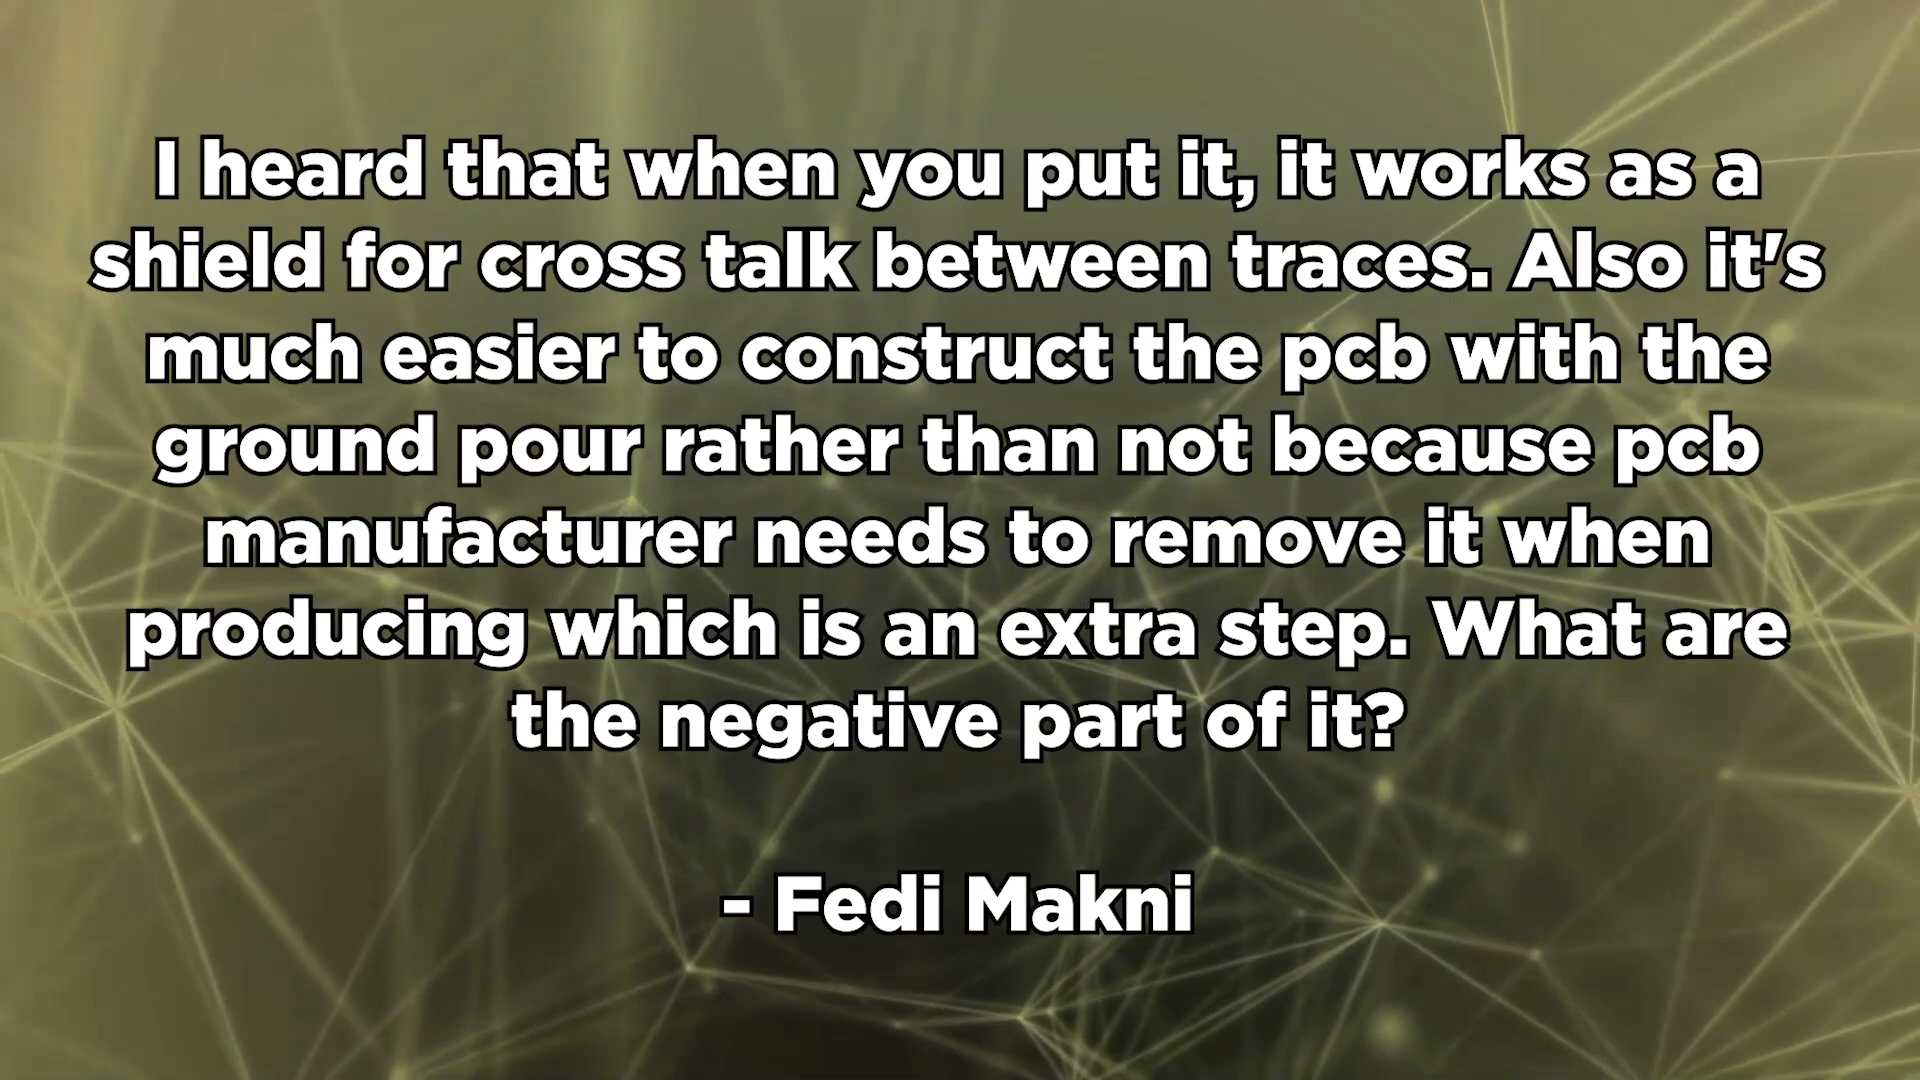 I heard that when you put it, it works as a
shield for cross talk between traces. Also it's
much easier to construct the pcb with the
ground pour rather than not because pcb
manufacturer needs to remove it when
producing which is an extra step. What are
the negative part of it?
- Fedi Makni